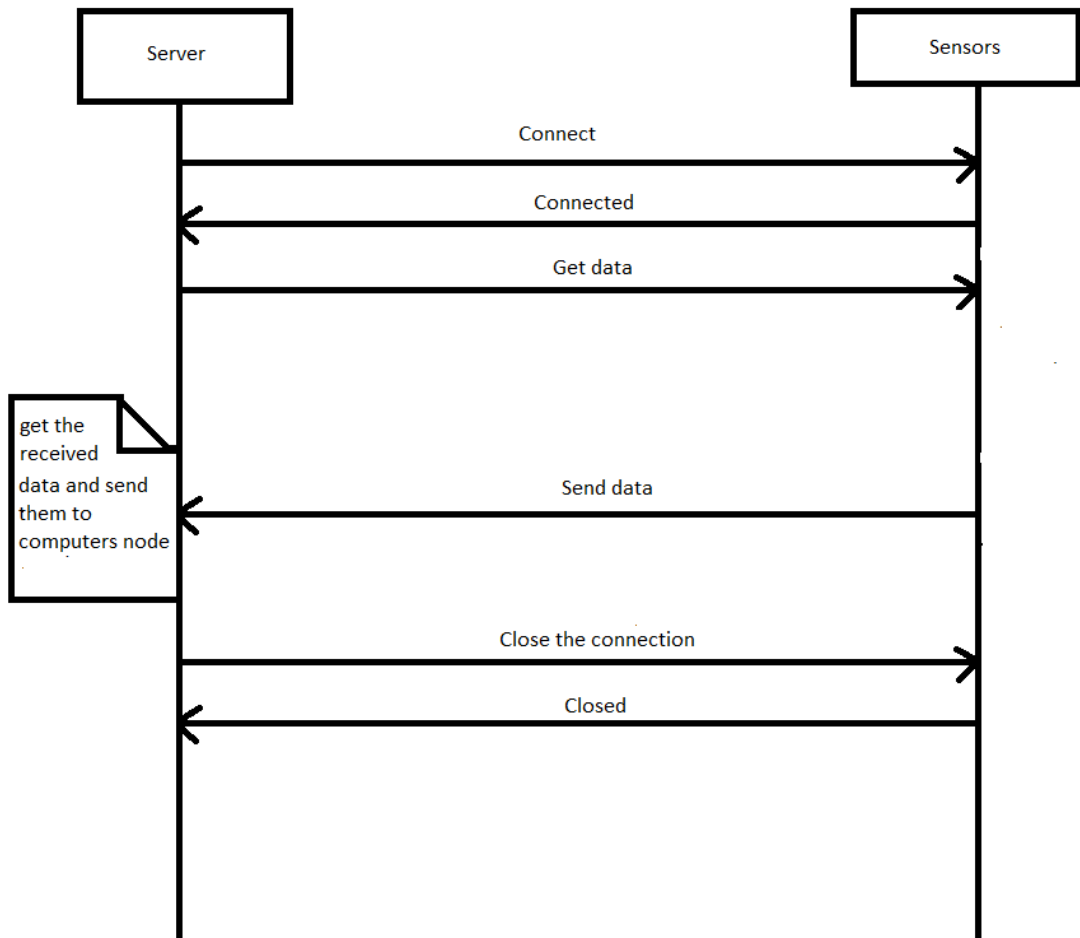 Server
Sensors
Connect
Connected
Get data
get the
received
data and send
them to
computers node
Send data
Close the connection
Closed